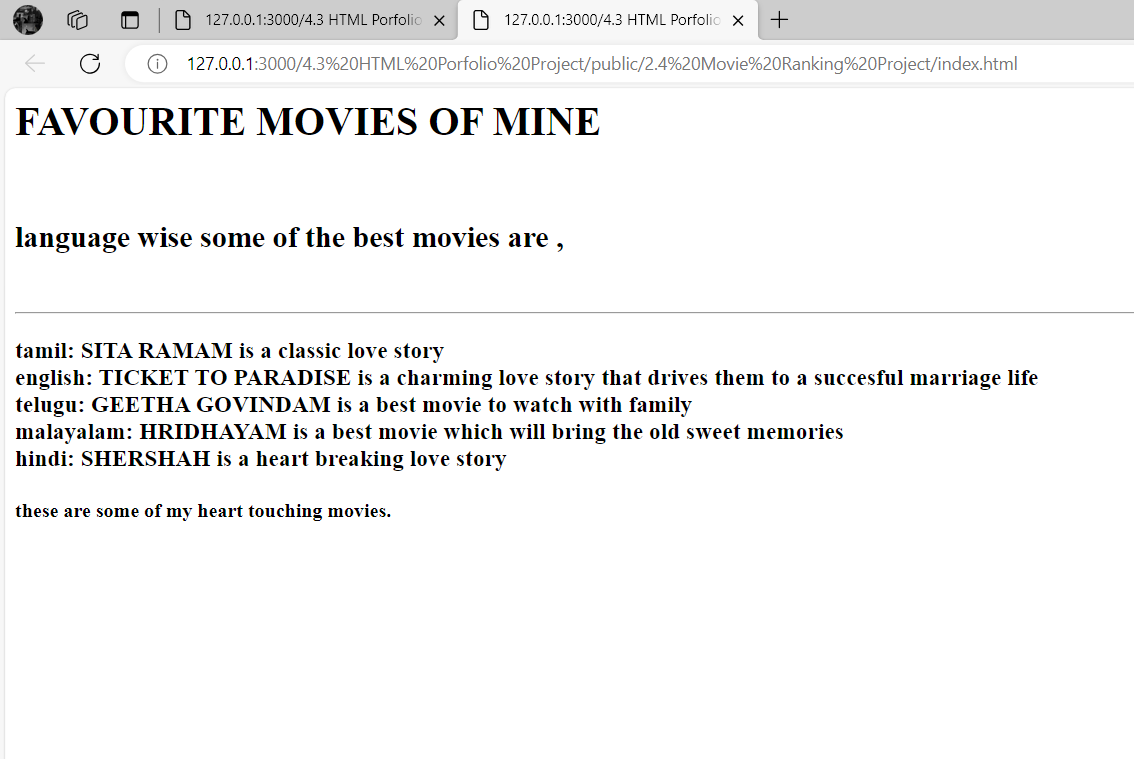 127.0.0.1:3000/4.3 HTML Porfolio
127.0.0.1:3000/4.3 HTML Porfolio
127.0.0.1:3000/4.3%20HTML%20Porfolio%20Project/public/2.4%20Movie%20Ranking%20Project/index.html
FAVOURITE MOVIES OF MINE
language wise some of the best movies are ,
tamil: SITA RAMAM is a classic love story
english: TICKET TO PARADISE is a charming love story that drives them to a succesful marriage life
telugu: GEETHA GOVINDAM is a best movie to watch with family
malayalam: HRIDHAYAM is a best movie which will bring the old sweet memories
hindi: SHERSHAH is a heart breaking love story
these are some of my heart touching movies.